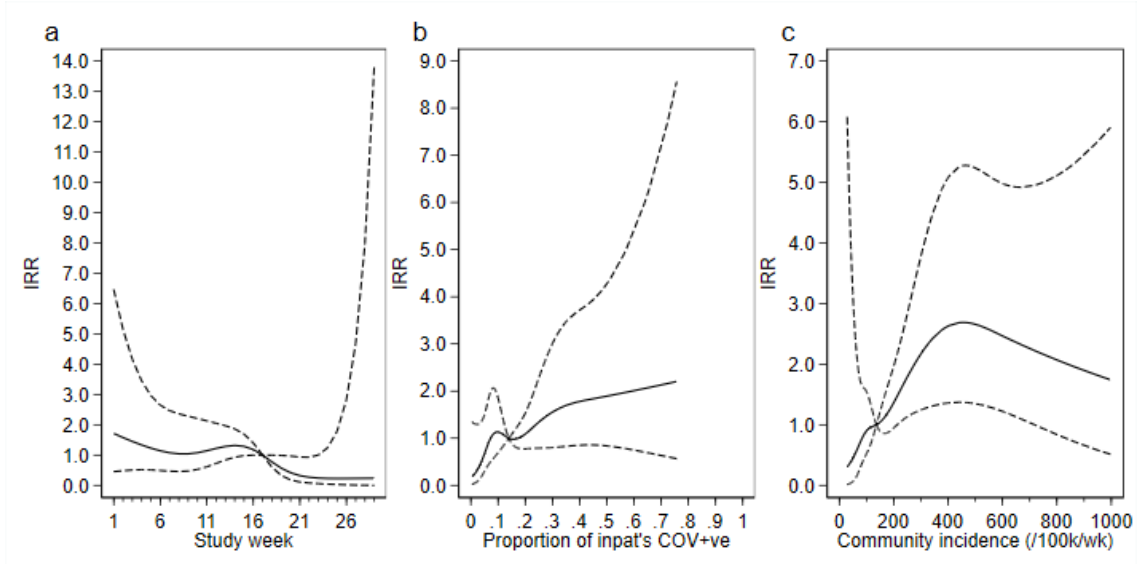 a
14.0
13.0
12.0
11.0
10.0
9.0
8.0
7.0
6.0
5.0
4.0
3.0
2.0
1.0
0.0
IRR
1 6 11 16 21 26
Study week
b
9.0
8.0
7.0
6.0
5.0
4.0
3.0
2.0
1.0
0.0
IRR
0 .1 .2 .3 .4 .5 .6 .7 .8 .9 1
Proportion of inpat's COV+ve
c
7.0
6.0
5.0
4.0
3.0
2.0
1.0
0.0
IRR
0 200 400 600 800 1000
Community incidence (/100k/wk)